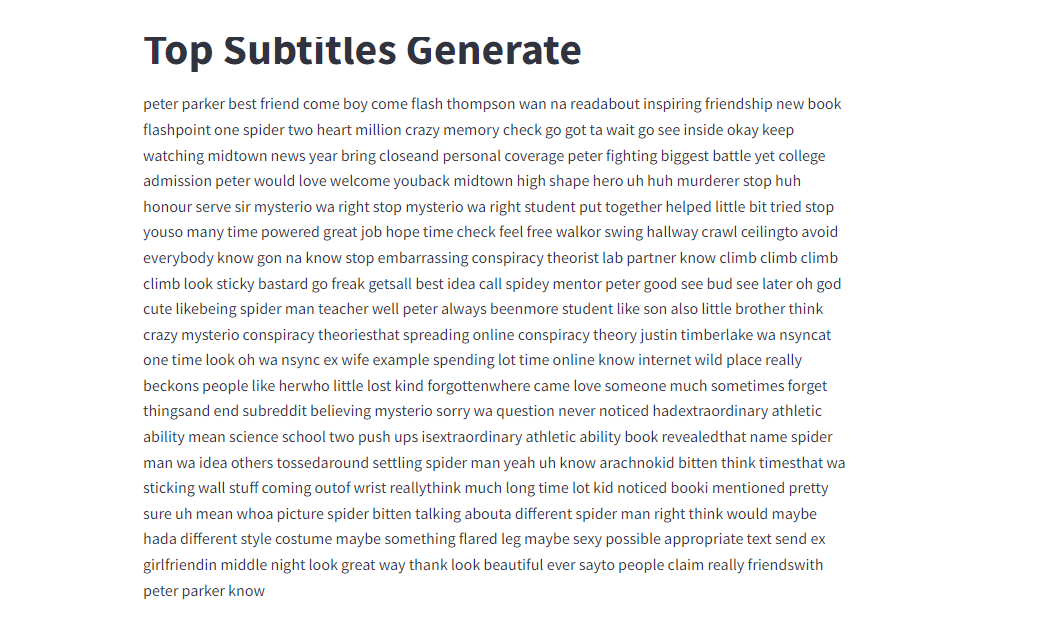 Top Subtitles Generate
peter parker best friend come boy come flash thompson wan na readabout inspiring friendship new book
flashpoint one spider two heart million crazy memory check go got ta wait go see inside okay keep
watching midtown news year bring closeand personal coverage peter fighting biggest battle yet college
admission peter would love welcome youback midtown high shape hero uh huh murderer stop huh
honour serve sir mysterio wa right stop mysterio wa right student put together helped little bit tried stop
youso many time powered great job hope time check feel free walkor swing hallway crawl ceilingto avoid
everybody know gon na know stop embarrassing conspiracy theorist lab partner know climb climb climb
climb look sticky bastard go freak getsall best idea call spidey mentor peter good see bud see later oh god
cute likebeing spider man teacher well peter always beenmore student like son also little brother think
crazy mysterio conspiracy theoriesthat spreading online conspiracy theory justin timberlake wa nsyncat
one time look oh wa nsync ex wife example spending lot time online know internet wild place really
beckons people like herwho little lost kind forgottenwhere came love someone much sometimes forget
thingsand end subreddit believing mysterio sorry wa question never noticed hadextraordinary athletic
ability mean science school two push ups isextraordinary athletic ability book revealedthat name spider
man wa idea others tossedaround settling spider man yeah uh know arachnokid bitten think timesthat wa
sticking wall stuff coming outof wrist reallythink much long time lot kid noticed booki mentioned pretty
sure uh mean whoa picture spider bitten talking abouta different spider man right think would maybe
hada different style costume maybe something flared leg maybe sexy possible appropriate text send ex
girlfriendin middle night look great way thank look beautiful ever sayto people claim really friendswith
peter parker know